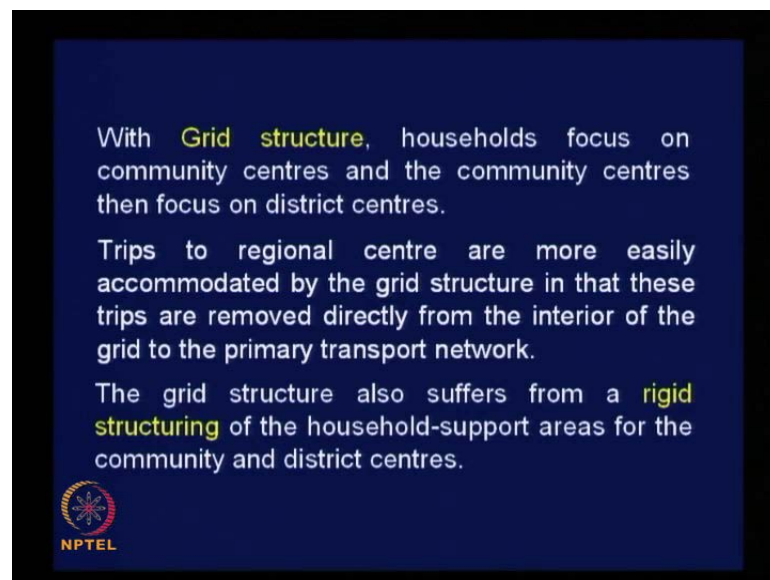 With Grid structure, households focus on
community centres and the community centres
then focus on district centres.
Trips to regional centre are more easily
accommodated by the grid structure in that these
trips are removed directly from the interior of the
grid to the primary transport network.
The grid structure also suffers from a rigid
structuring of the household-support areas for the
community and district centres.
NPTEL